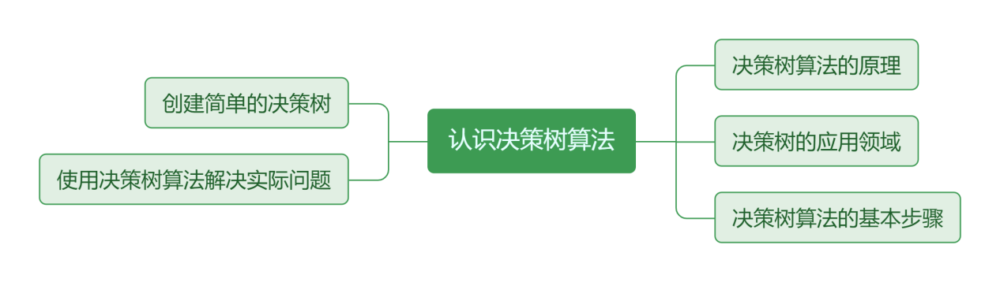 认识决策树算法
决策树算法的原理
决策树的应用领域
决策树算法的基本步骤
创建简单的决策树
使用决策树算法解决实际问题